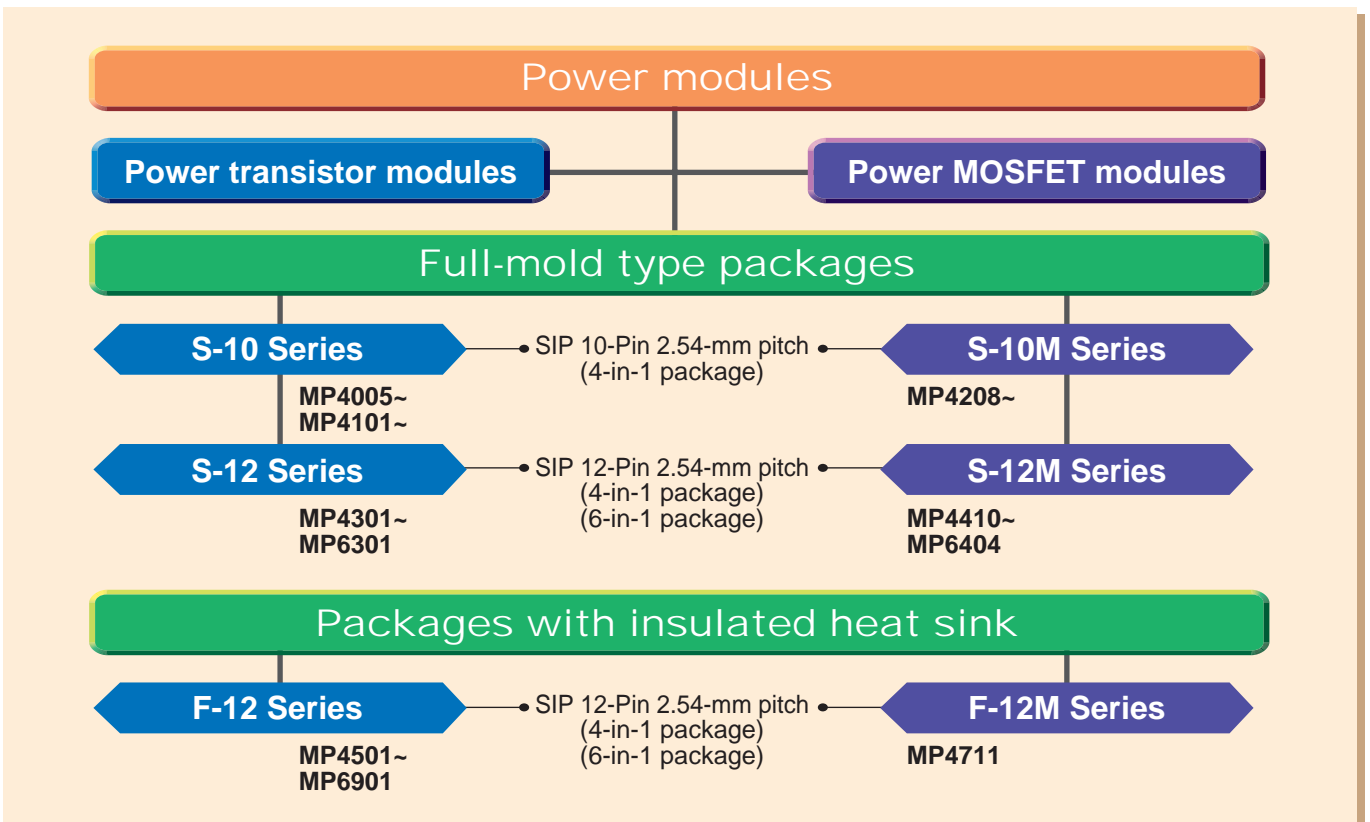 Power modules
Power transistor modules
Power MOSFET modules
Full-mold type packages
S-10 Series
SIP 10-Pin 2.54-mm pitch
(4-in-1 package)
S-10M Series
MP4005~
MP4101~
MP4208~
S-12 Series
SIP 12-Pin 2.54-mm pitch
(4-in-1 package)
(6-in-1 package)
S-12M Series
MP4301~
MP6301
MP4410~
MP6404
Packages with insulated heat sink
F-12 Series
SIP 12-Pin 2.54-mm pitch
(4-in-1 package)
(6-in-1 package)
F-12M Series
MP4501~
MP6901
MP4711